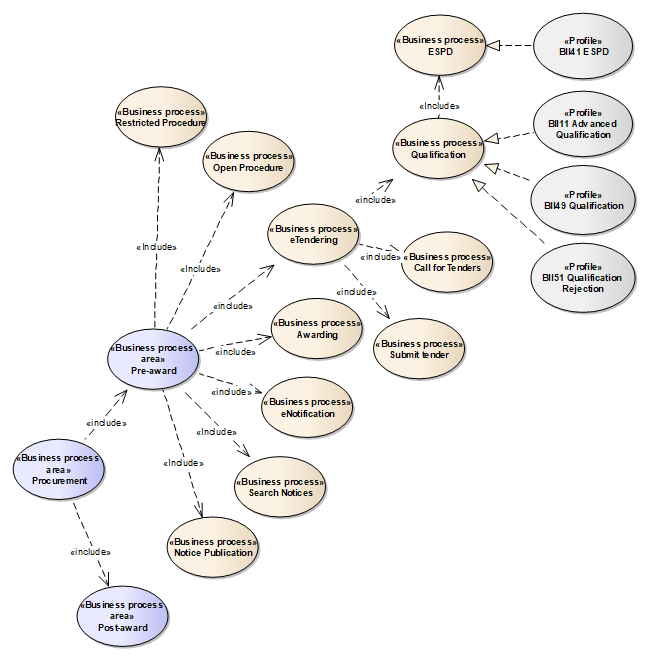 «Business process»
ESPD
«Profile»
BII41 ESPD
«Include»
«Business process»
Restricted Procedure
«Profile»
BII11 Advanced
Qualification
«Business process»
Open Procedure
«Business process»
Qualification
«Profile»
BII49 Qualification
«include»
«Business process»
eTendering
«Include»
«include»
«Business process»
Call for Tenders
«Profile»
BII51 Qualification
Rejection
«Include»
«include»
«include»
«Business process»
Awarding
«Business process»
Submit tender
«Business process
area»
Pre-award
«include»
«include»
«Business process»
eNotification
«include»
«Include»
«Business process
area»
Procurement
«Include»
«Business process»
Search Notices
«Business process»
Notice Publication
«include»
«Business process
area»
Post-award